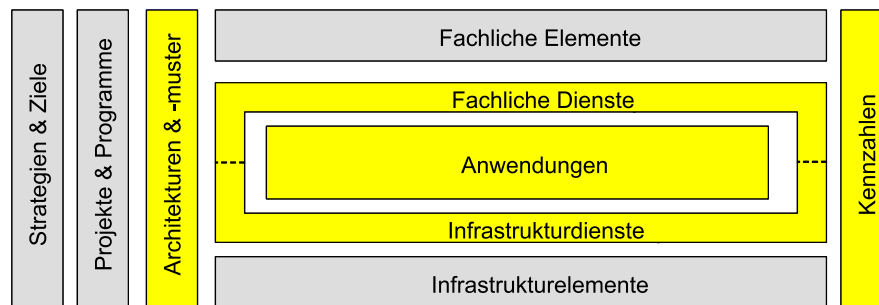 Strategien & Ziele
Projekte & Programme
Architekturen & -muster
Fachliche Elemente
Fachliche Dienste
Anwendungen
Infrastrukturdienste
Infrastrukturelemente
Kennzahlen